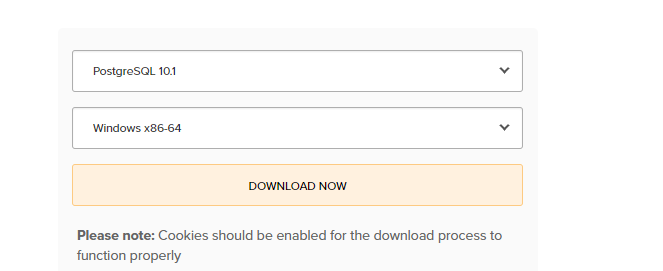 PostgreSQL 10.1
Windows x86-64
DOWNLOAD NOW
Please note: Cookies should be enabled for the download process to
function properly